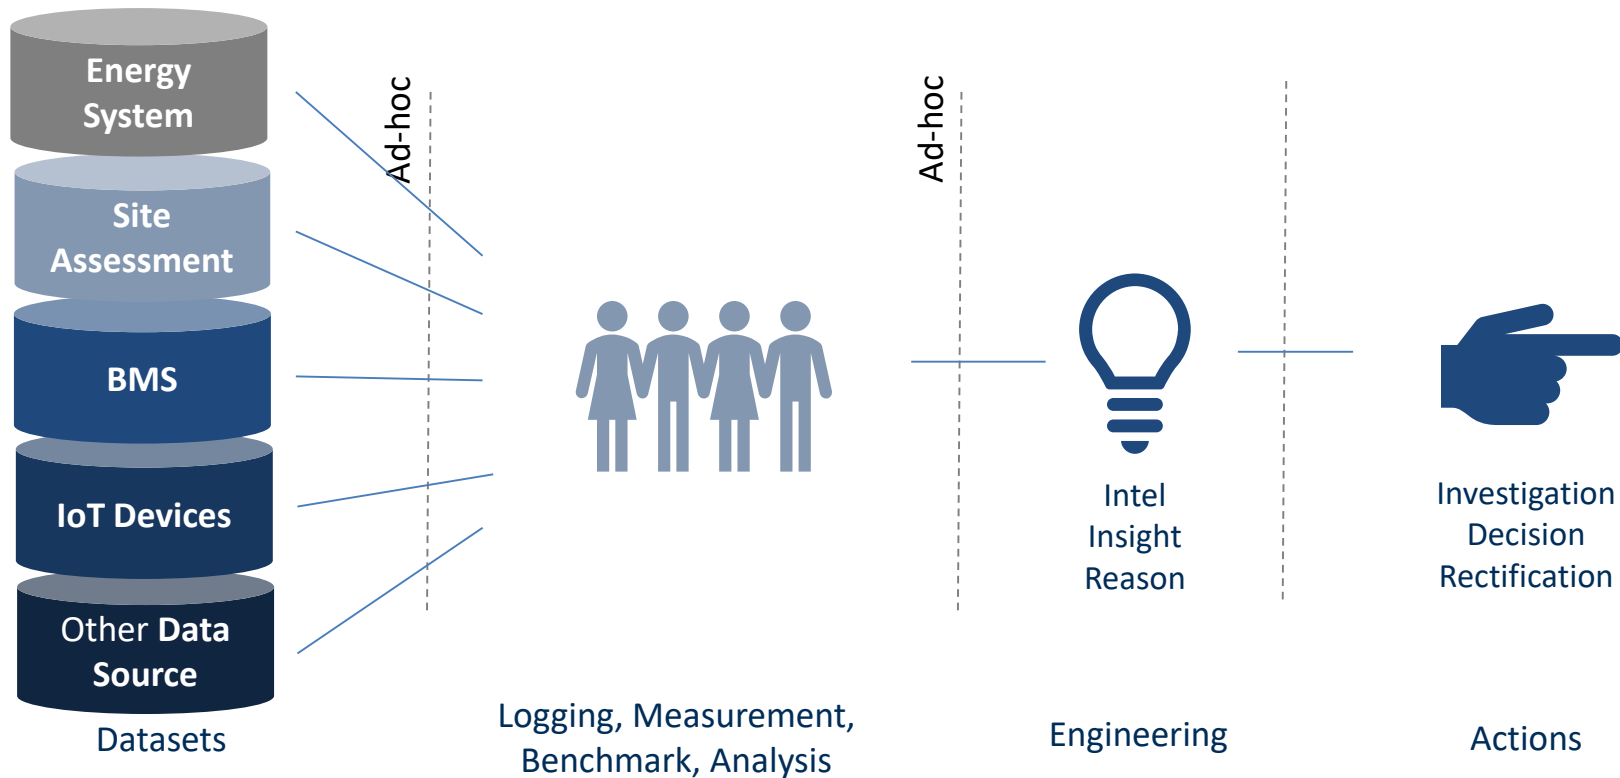 Energy
System
Site
Assessment
BMS
IoT Devices
Other Data
Source
Datasets
Ad-hoc
Logging, Measurement,
Benchmark, Analysis
Ad-hoc
Intel
Insight
Reason
Engineering
Investigation
Decision
Rectification
Actions